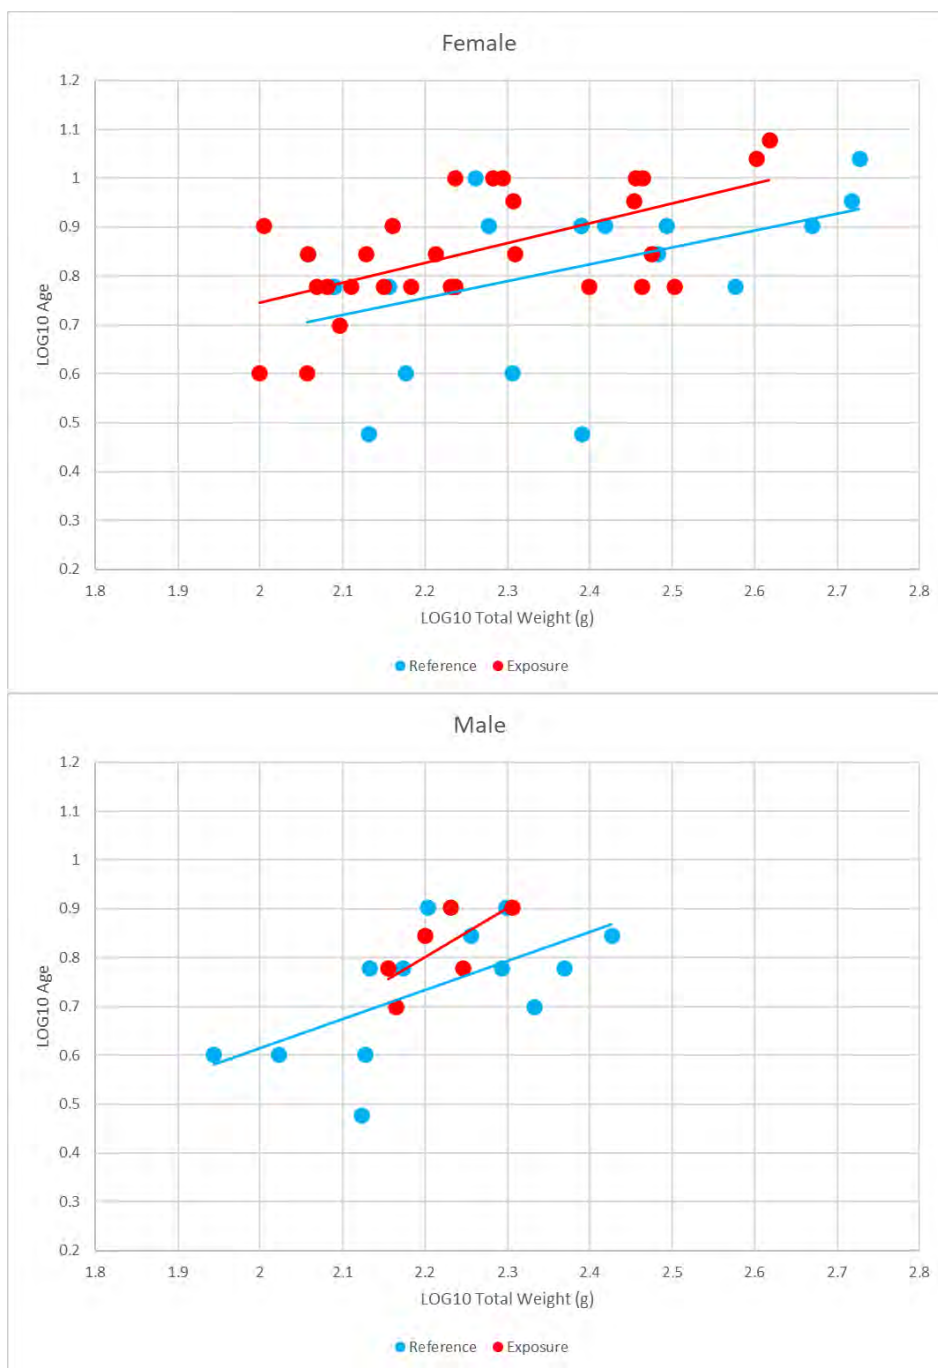 Female
1.2
1.1
1
0.9
0.8
0.7
0.6
0.5
0.4
0.3
0.2
LOG10 Age
1.8 1.9 2 2.1 2.2 2.3 2.4 2.5 2.6 2.7 2.8
LOG10 Total Weight (g)
Reference Exposure
Male
1.2
1.1
1
0.9
0.8
0.7
0.6
0.5
0.4
0.3
0.2
LOG10 Age
1.8 1.9 2 2.1 2.2 2.3 2.4 2.5 2.6 2.7 2.8
LOG10 Total Weight (g)
Reference Exposure